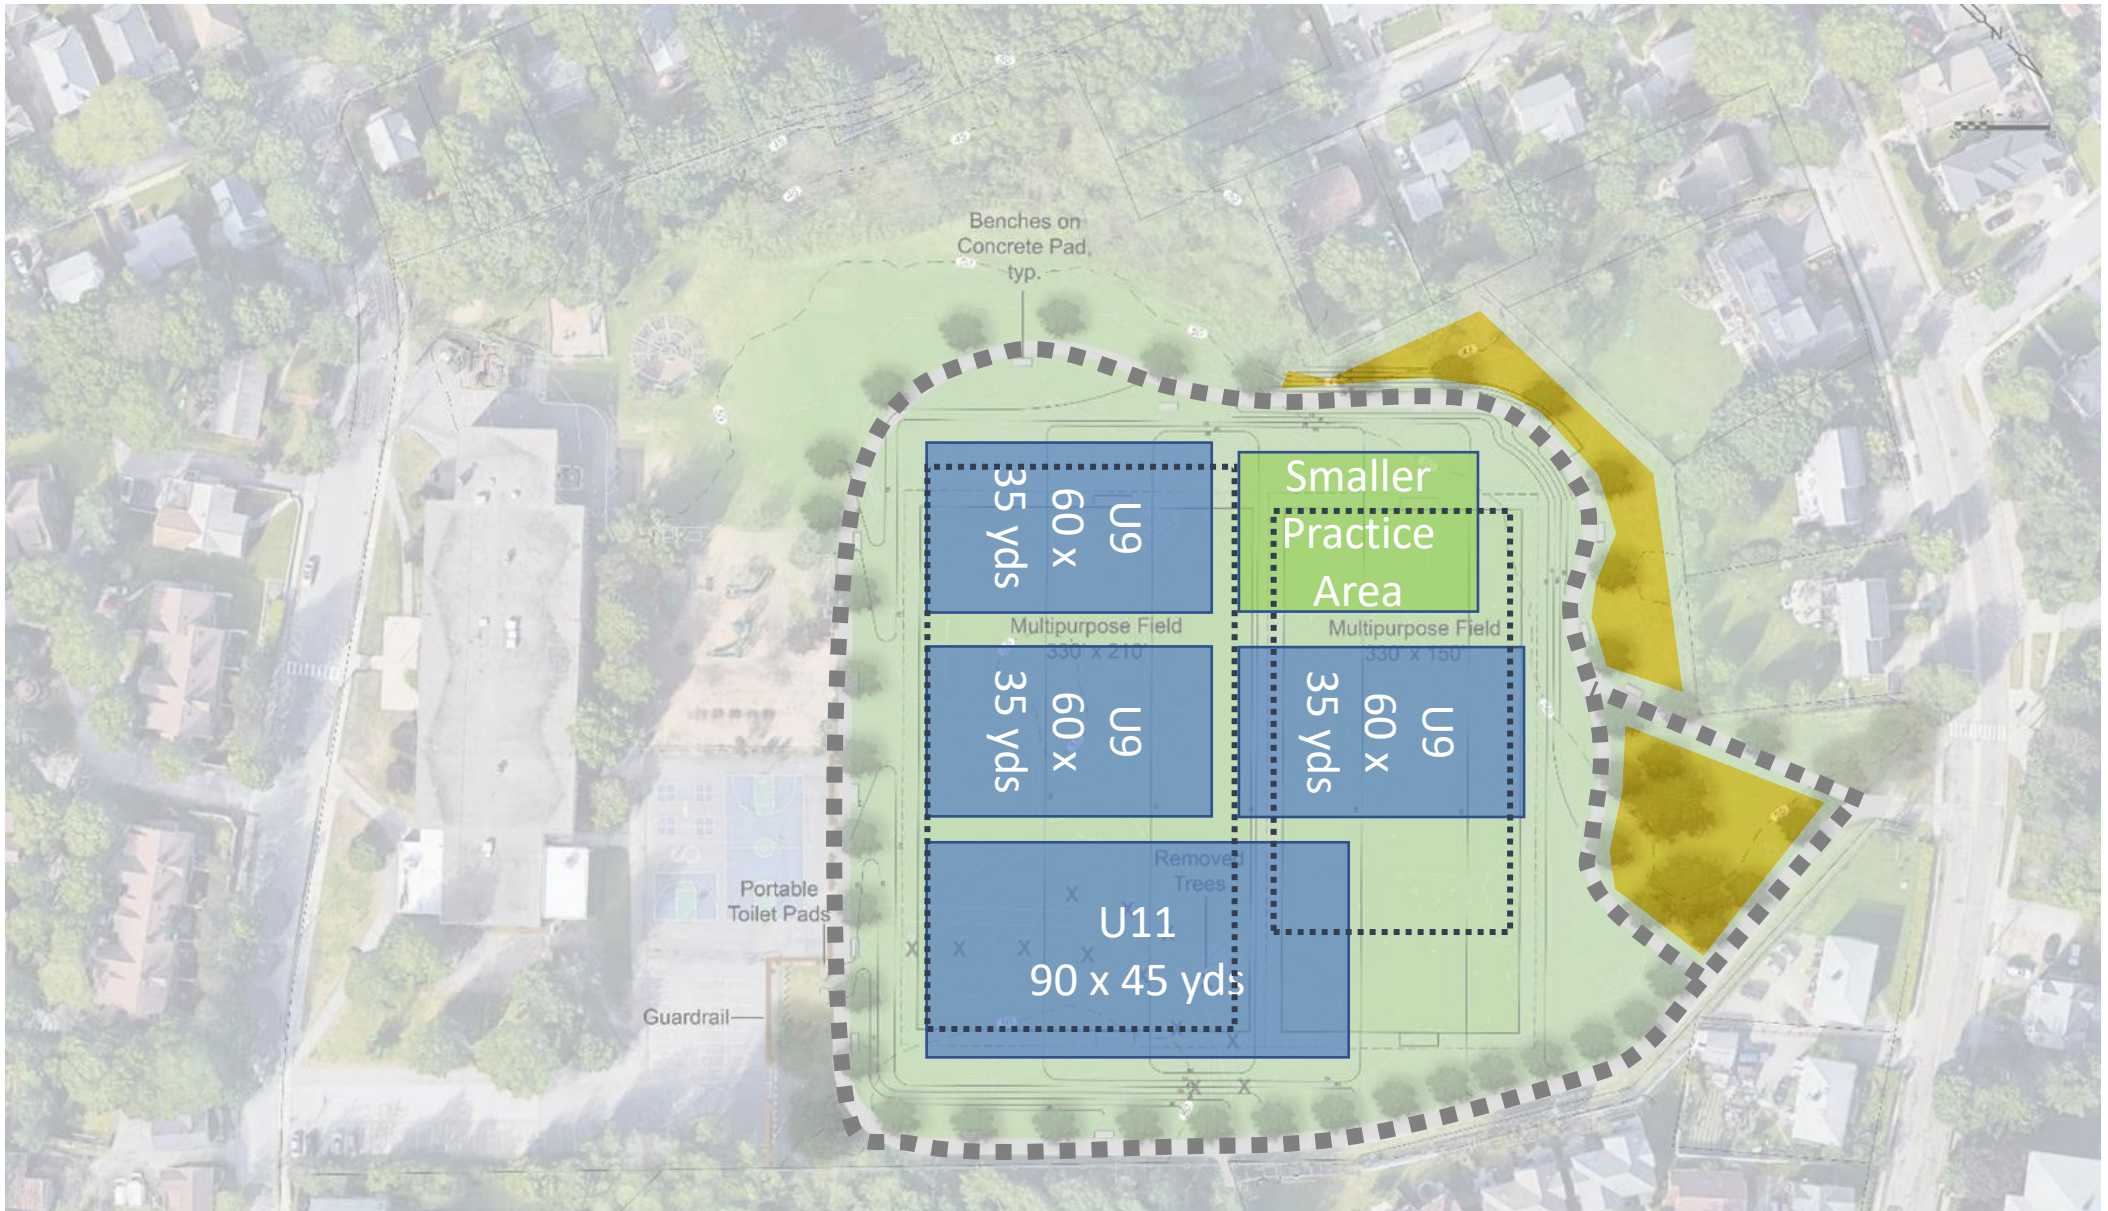 N
1" = 40'
Benches on
Concrete Pad,
typ.
U9
60 x
35 yds
Smaller
Practice
Area
Multipurpose Field
330' x 210'
Multipurpose Field
330' x 150'
U9
60 x
35 yds
U9
60 x
35 yds
Removed
Trees
U11
90 x 45 yds
Portable
Toilet Pads
Guardrail